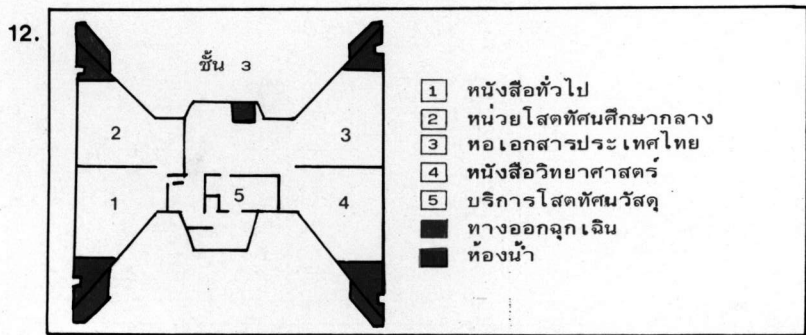 12.
ชั้น 3
2
3
1
5
4
1 หนังสือทั่วไป
2 หน่วยโสตทัศนศึกษากลาง
3 หอเอกสารประเทศไทย
4 หนังสือวิทยาศาสตร์
5 บริการโสตทัศนวัสดุ
ทางออกฉุกเฉิน
ห้องน้ำ